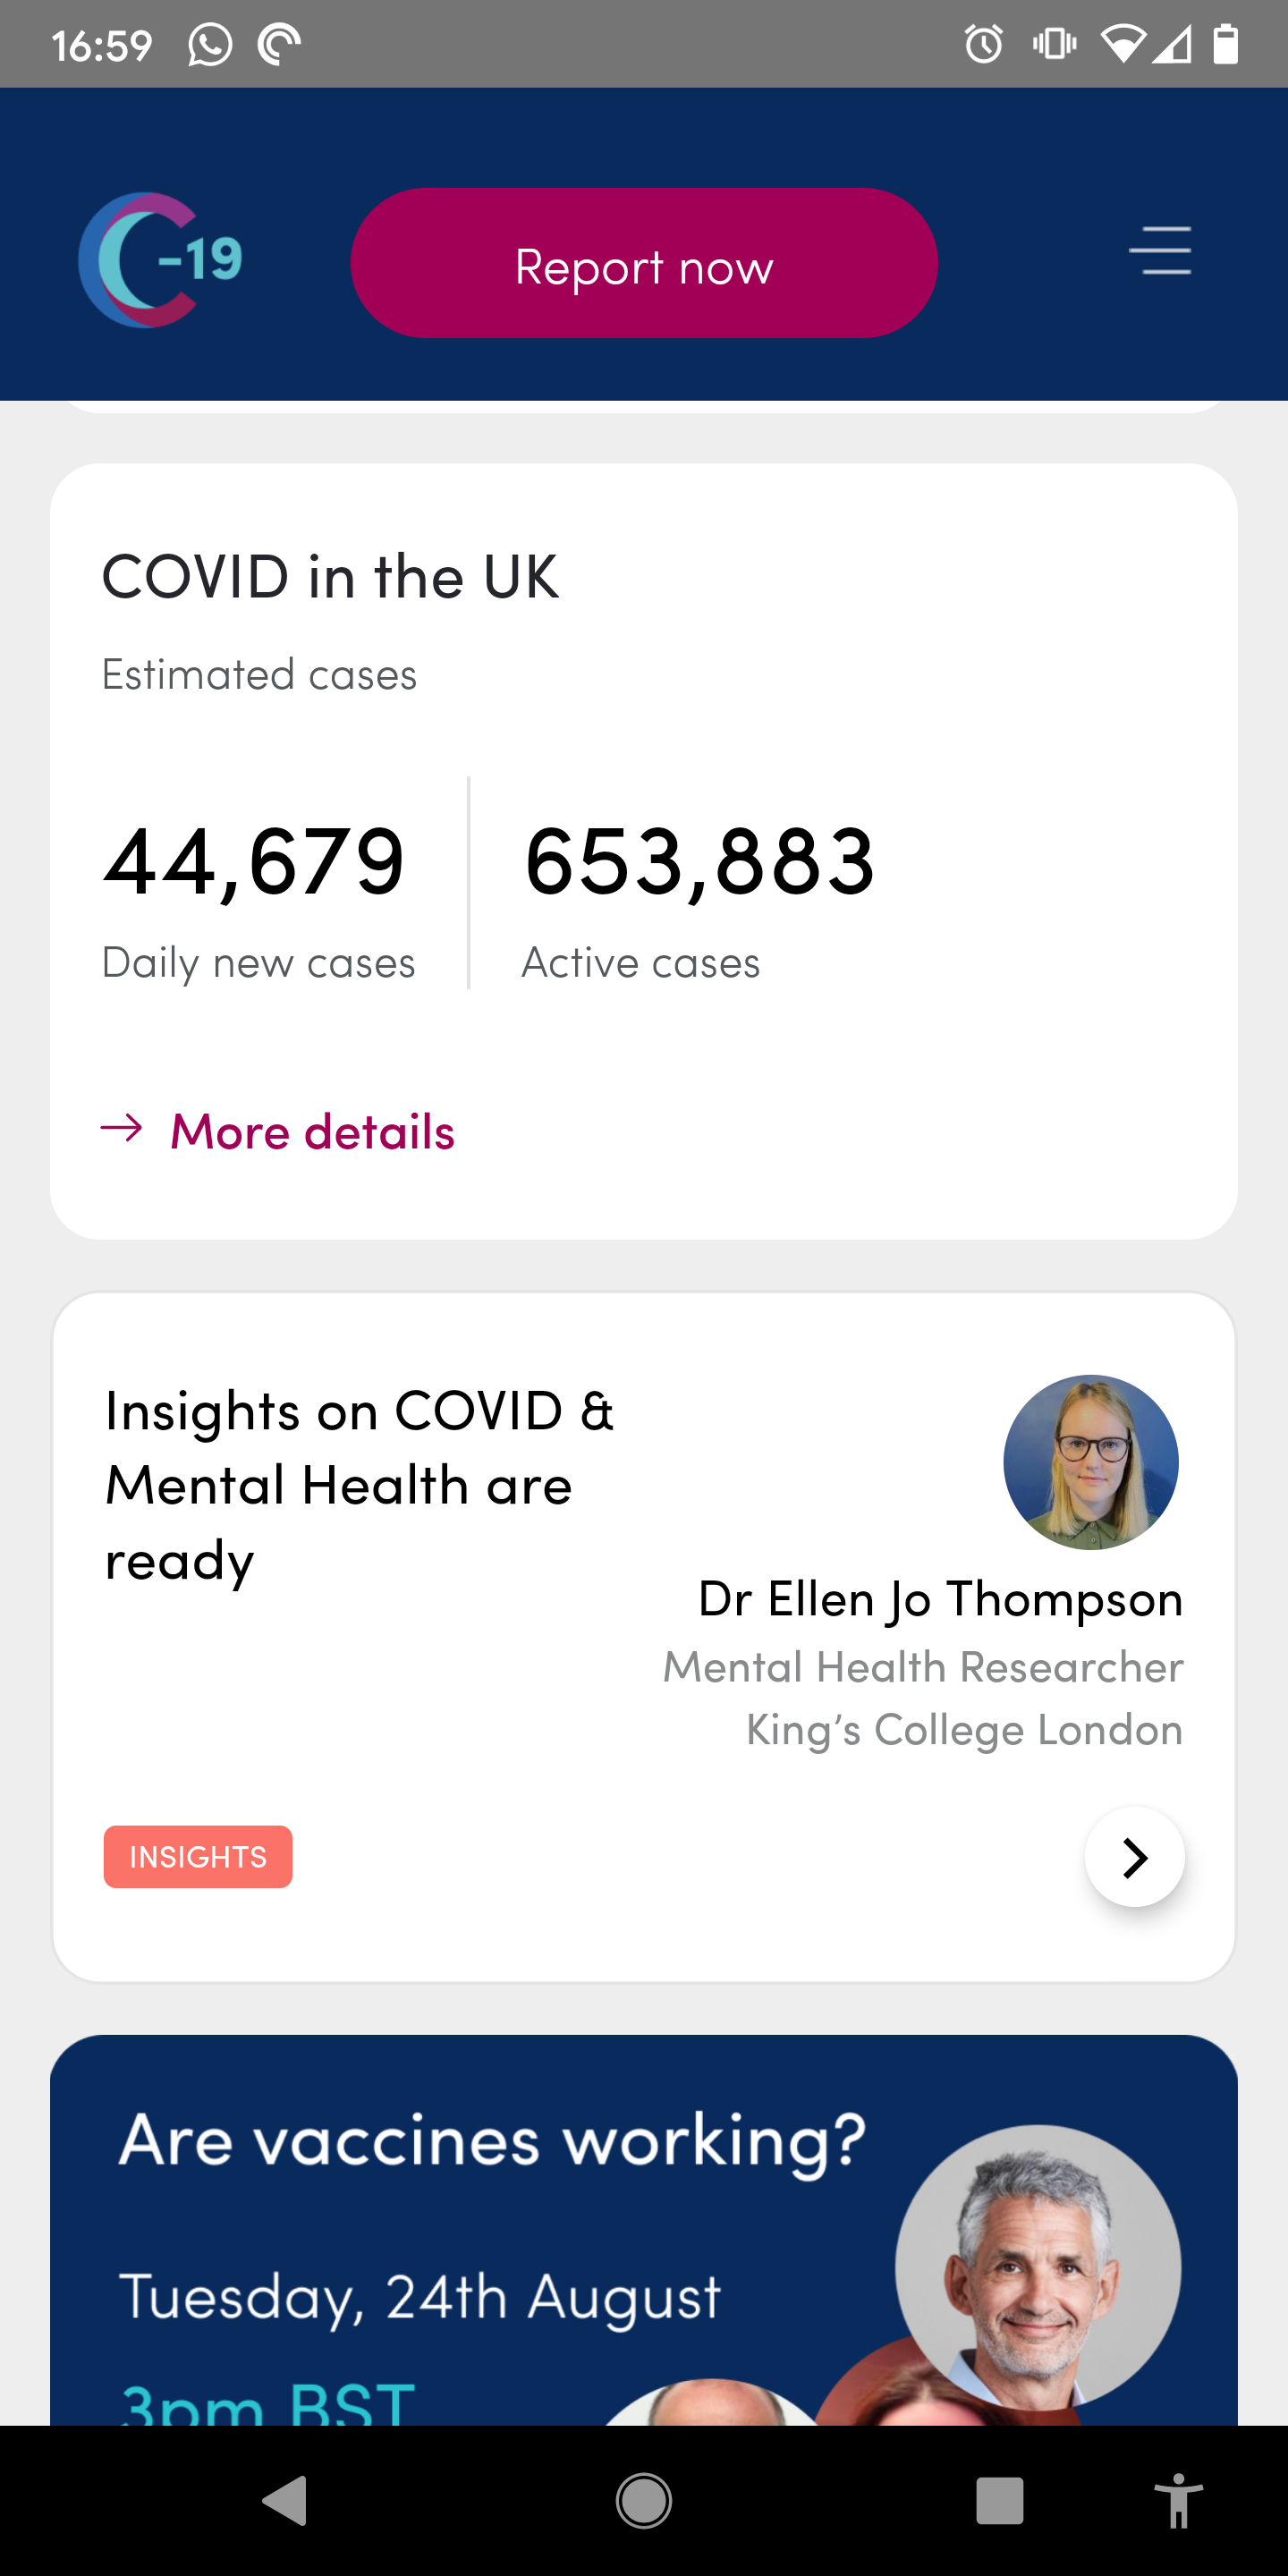 16:59
-19
Report now
COVID in the UK
Estimated cases
44,679
653,883
Daily new cases
Active cases
→ More details
Insights on COVID &
Mental Health are
ready
Dr Ellen Jo Thompson
Mental Health Researcher
King's College London
INSIGHTS
Are vaccines working?
Tuesday, 24th August
3pm BST